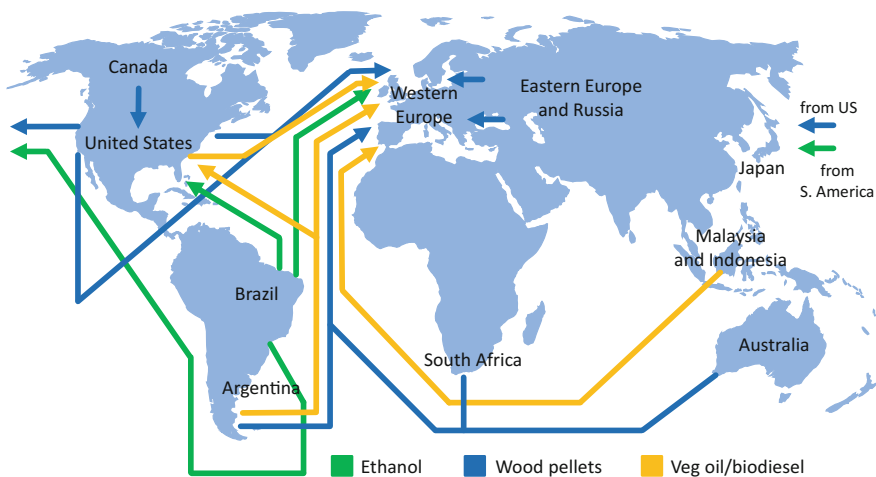 Canada
United States
Western
Europe
Eastern Europe
and Russia
from US
from
S. America
Japan
Malaysia
and Indonesia
Brazil
Argentina
South Africa
Australia
Ethanol
Wood pellets
Veg oil/biodiesel